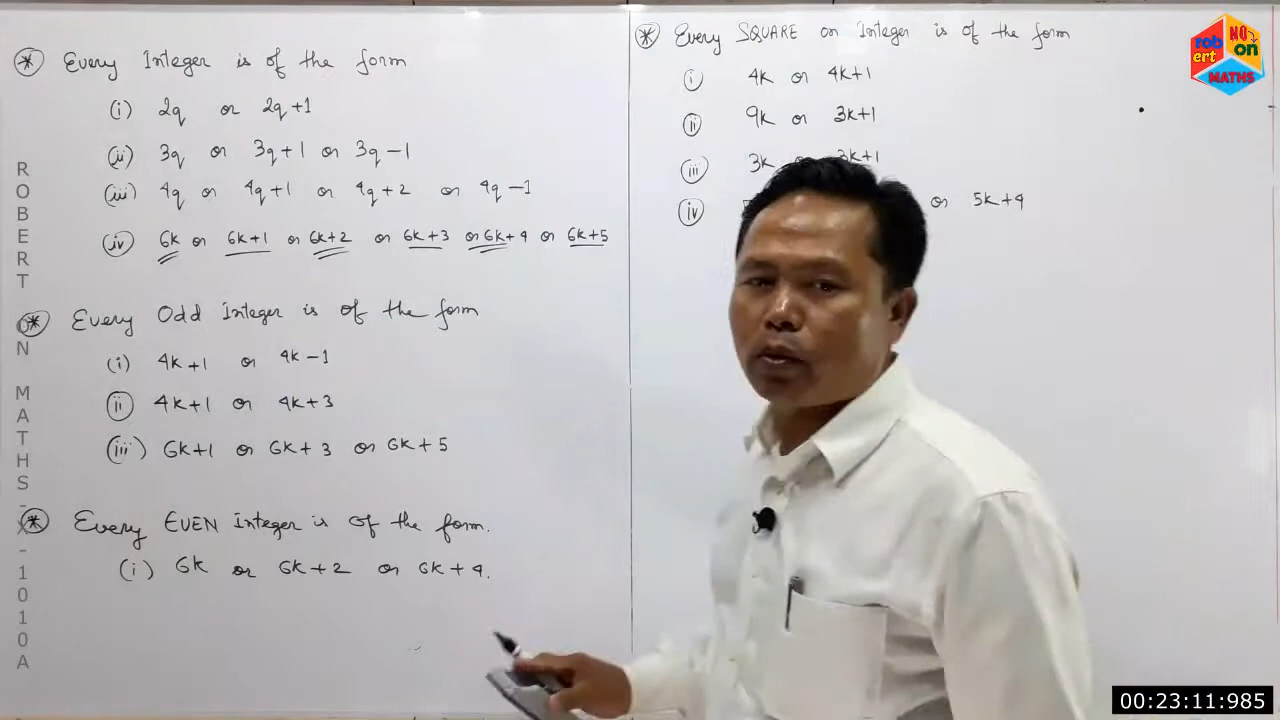 * Every Integer is of the form
(i) 2q or 2q+1
(ii) 3q or 3q+1 or 3q-1
(iii) 4q or 4q+1 or 4q+2 or 4q-1
(iv) 6k or 6k+1 or 6k+2 or 6k+3 or 6k+4 or 6k+5
* Every Odd Integer is of the form
(i) 4k+1 or 4k-1
(ii) 4k+1 or 4k+3
(iii) 6k+1 or 6k+3 or 6k+5
* Every EVEN Integer is of the form.
(i) 6k or 6k+2 or 6k+4.
* Every SQUARE on Integer is of the form
(i) 4k or 4k+1
(ii) 9k or 3k+1
(iii) 3k 3k+1
(iv) or 5k+4
ROBERT ON MATHS-X-1010A
robert NO on MATHS
00:23:11:985